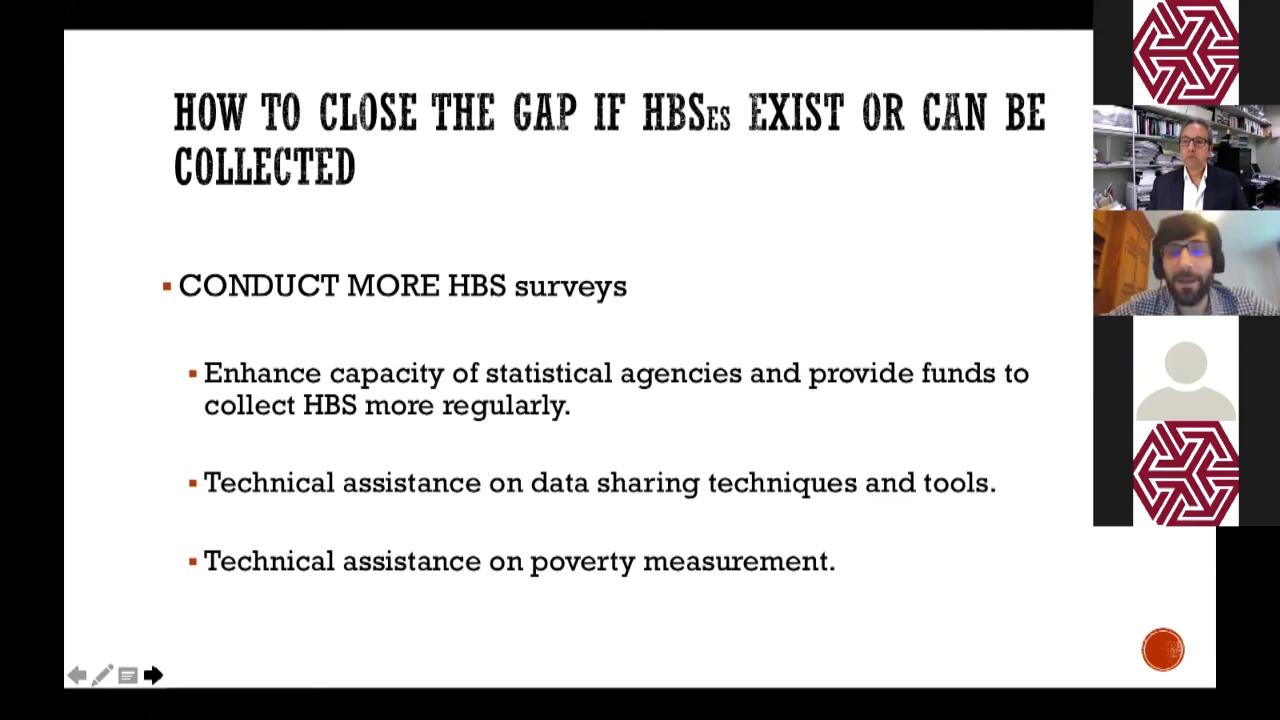 HOW TO CLOSE THE GAP IF HBSES EXIST OR CAN BE
COLLECTED
▪ CONDUCT MORE HBS surveys
▪ Enhance capacity of statistical agencies and provide funds to
collect HBS more regularly.
▪ Technical assistance on data sharing techniques and tools.
▪ Technical assistance on poverty measurement.